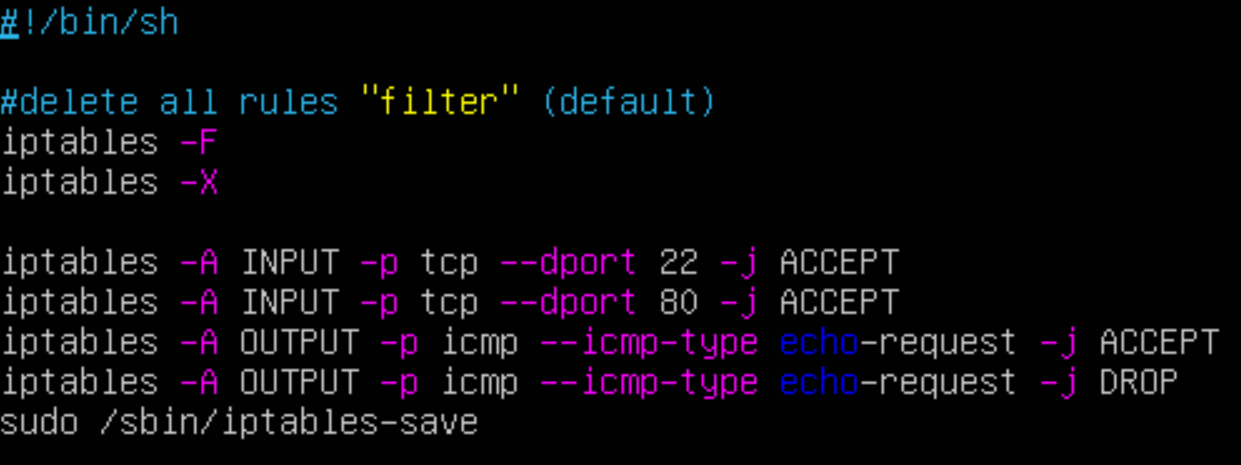 #!/bin/sh
#delete all rules "filter" (default)
iptables -F
iptables -X
iptables -A INPUT -p tcp --dport 22 -j ACCEPT
iptables -A INPUT -p tcp --dport 80 -j ACCEPT
iptables -A OUTPUT -p icmp --icmp-type echo-request -j ACCEPT
iptables -A OUTPUT -p icmp --icmp-type echo-request -j DROP
sudo /sbin/iptables-save